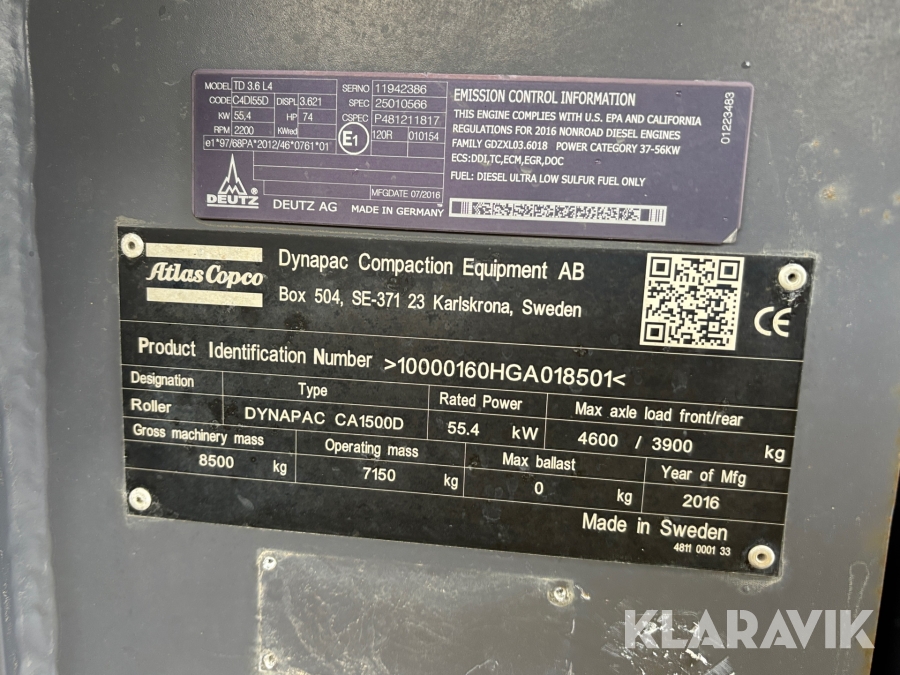 MODEL TD 3.6 L4
CODE C4DI55D DISPL 3.621
KW 55,4 HP 74
RPM 2200 KWed
e1*97/68PA*2012/46*0761*01
SERNO 11942386
SPEC 25010566
CSPEC P481211817
E1 120R 010154
MFGDATE 07/2016
DEUTZ ®
DEUTZ AG MADE IN GERMANY
EMISSION CONTROL INFORMATION
THIS ENGINE COMPLIES WITH U.S. EPA AND CALIFORNIA
REGULATIONS FOR 2016 NONROAD DIESEL ENGINES
FAMILY GDZXL03.6018 POWER CATEGORY 37-56KW
ECS:DDI,TC,ECM,EGR,DOC
FUEL: DIESEL ULTRA LOW SULFUR FUEL ONLY
01223483
Atlas Copco
Dynapac Compaction Equipment AB
Box 504, SE-371 23 Karlskrona, Sweden
CE
Product Identification Number >10000160HGA018501<
Designation Type Rated Power Max axle load front/rear
Roller DYNAPAC CA1500D 55.4 kW 4600 / 3900 kg
Gross machinery mass Operating mass Max ballast Year of Mfg
8500 kg 7150 kg 0 kg 2016
Made in Sweden
4811 0001 33
KLARAVIK